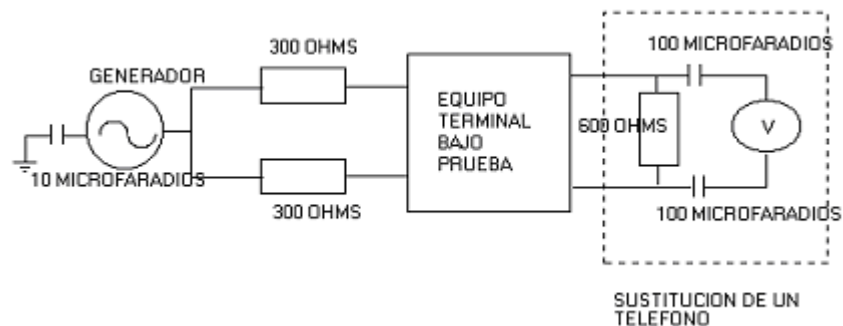 300 OHMS
100 MICROFARADIOS
GENERADOR
EQUIPO
TERMINAL
BAJO
PRUEBA
600 OHMS
V
10 MICROFARADIOS
300 OHMS
100 MICROFARADIOS
SUSTITUCION DE UN
TELEFONO